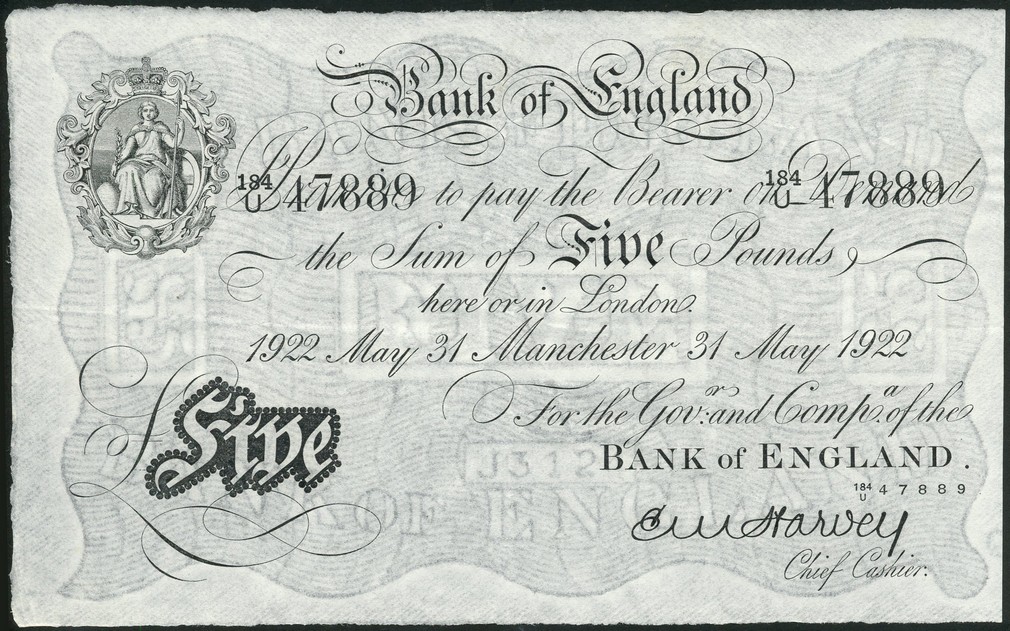 Bank of England
184/U 47889 184/U 47889
I Promise to pay the Bearer on Demand
the Sum of Five Pounds,
here or in London.
1922 May 31 Manchester 31 May 1922
For the Gov.r and Comp.a of the
BANK of ENGLAND.
184/U 47889
£Five
E M Harvey
Chief Cashier.